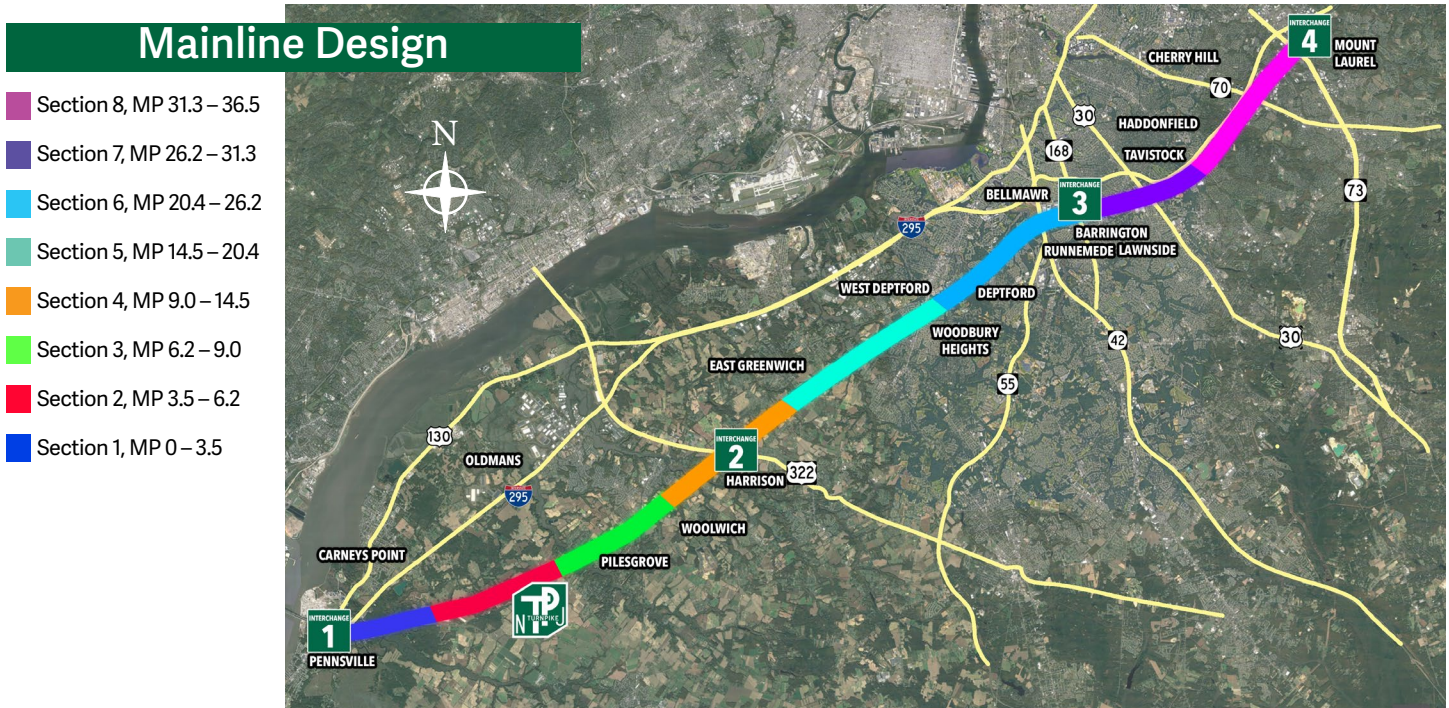 Mainline Design
Section 8, MP 31.3 – 36.5
Section 7, MP 26.2 – 31.3
Section 6, MP 20.4 – 26.2
Section 5, MP 14.5 – 20.4
Section 4, MP 9.0 – 14.5
Section 3, MP 6.2 – 9.0
Section 2, MP 3.5 – 6.2
Section 1, MP 0 – 3.5
N
INTERCHANGE
4
MOUNT
LAUREL
CHERRY HILL
70
30
HADDONFIELD
168
TAVISTOCK
73
BELLMAWR
INTERCHANGE
3
295
BARRINGTON
RUNNEMEDE
LAWNSIDE
WEST DEPTFORD
DEPTFORD
WOODBURY
HEIGHTS
42
30
EAST GREENWICH
55
130
INTERCHANGE
2
OLDMANS
322
HARRISON
295
WOOLWICH
CARNEYS POINT
PILESGROVE
TP
N TURNPIKE J
INTERCHANGE
1
PENNSVILLE